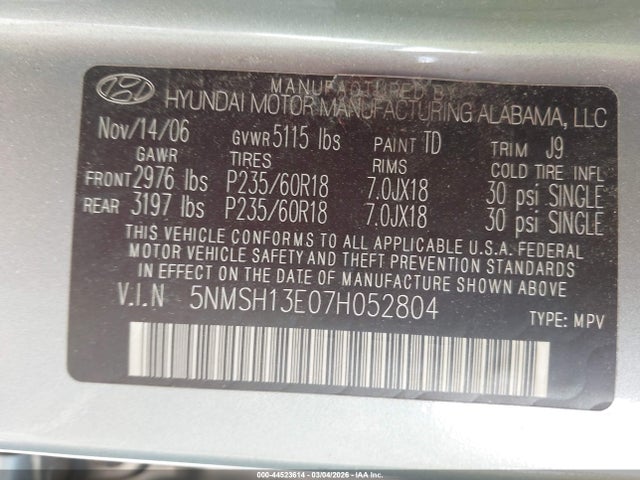 MANUFACTURED BY
HYUNDAI MOTOR MANUFACTURING ALABAMA, LLC
Nov/14/06 GVWR 5115 lbs PAINT TD TRIM J9
GAWR TIRES RIMS COLD TIRE INFL
FRONT 2976 lbs P235/60R18 7.0JX18 30 psi SINGLE
REAR 3197 lbs P235/60R18 7.0JX18 30 psi SINGLE
THIS VEHICLE CONFORMS TO ALL APPLICABLE U.S.A. FEDERAL
MOTOR VEHICLE SAFETY AND THEFT PREVENTION STANDARDS
IN EFFECT ON THE DATE OF MANUFACTURE SHOWN ABOVE.
V.I.N 5NMSH13E07H052804
TYPE: MPV
000-44523614 - 03/04/2026 - © IAA, Inc.